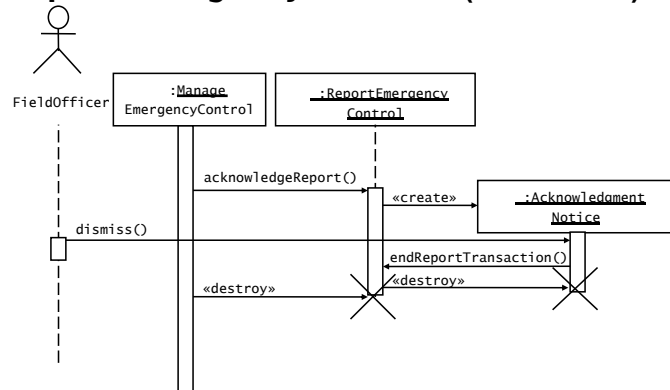 FieldOfficer
:Manage
EmergencyControl
:ReportEmergency
Control
acknowledgeReport()
«create»
:Acknowledgment
Notice
dismiss()
endReportTransaction()
«destroy»
«destroy»